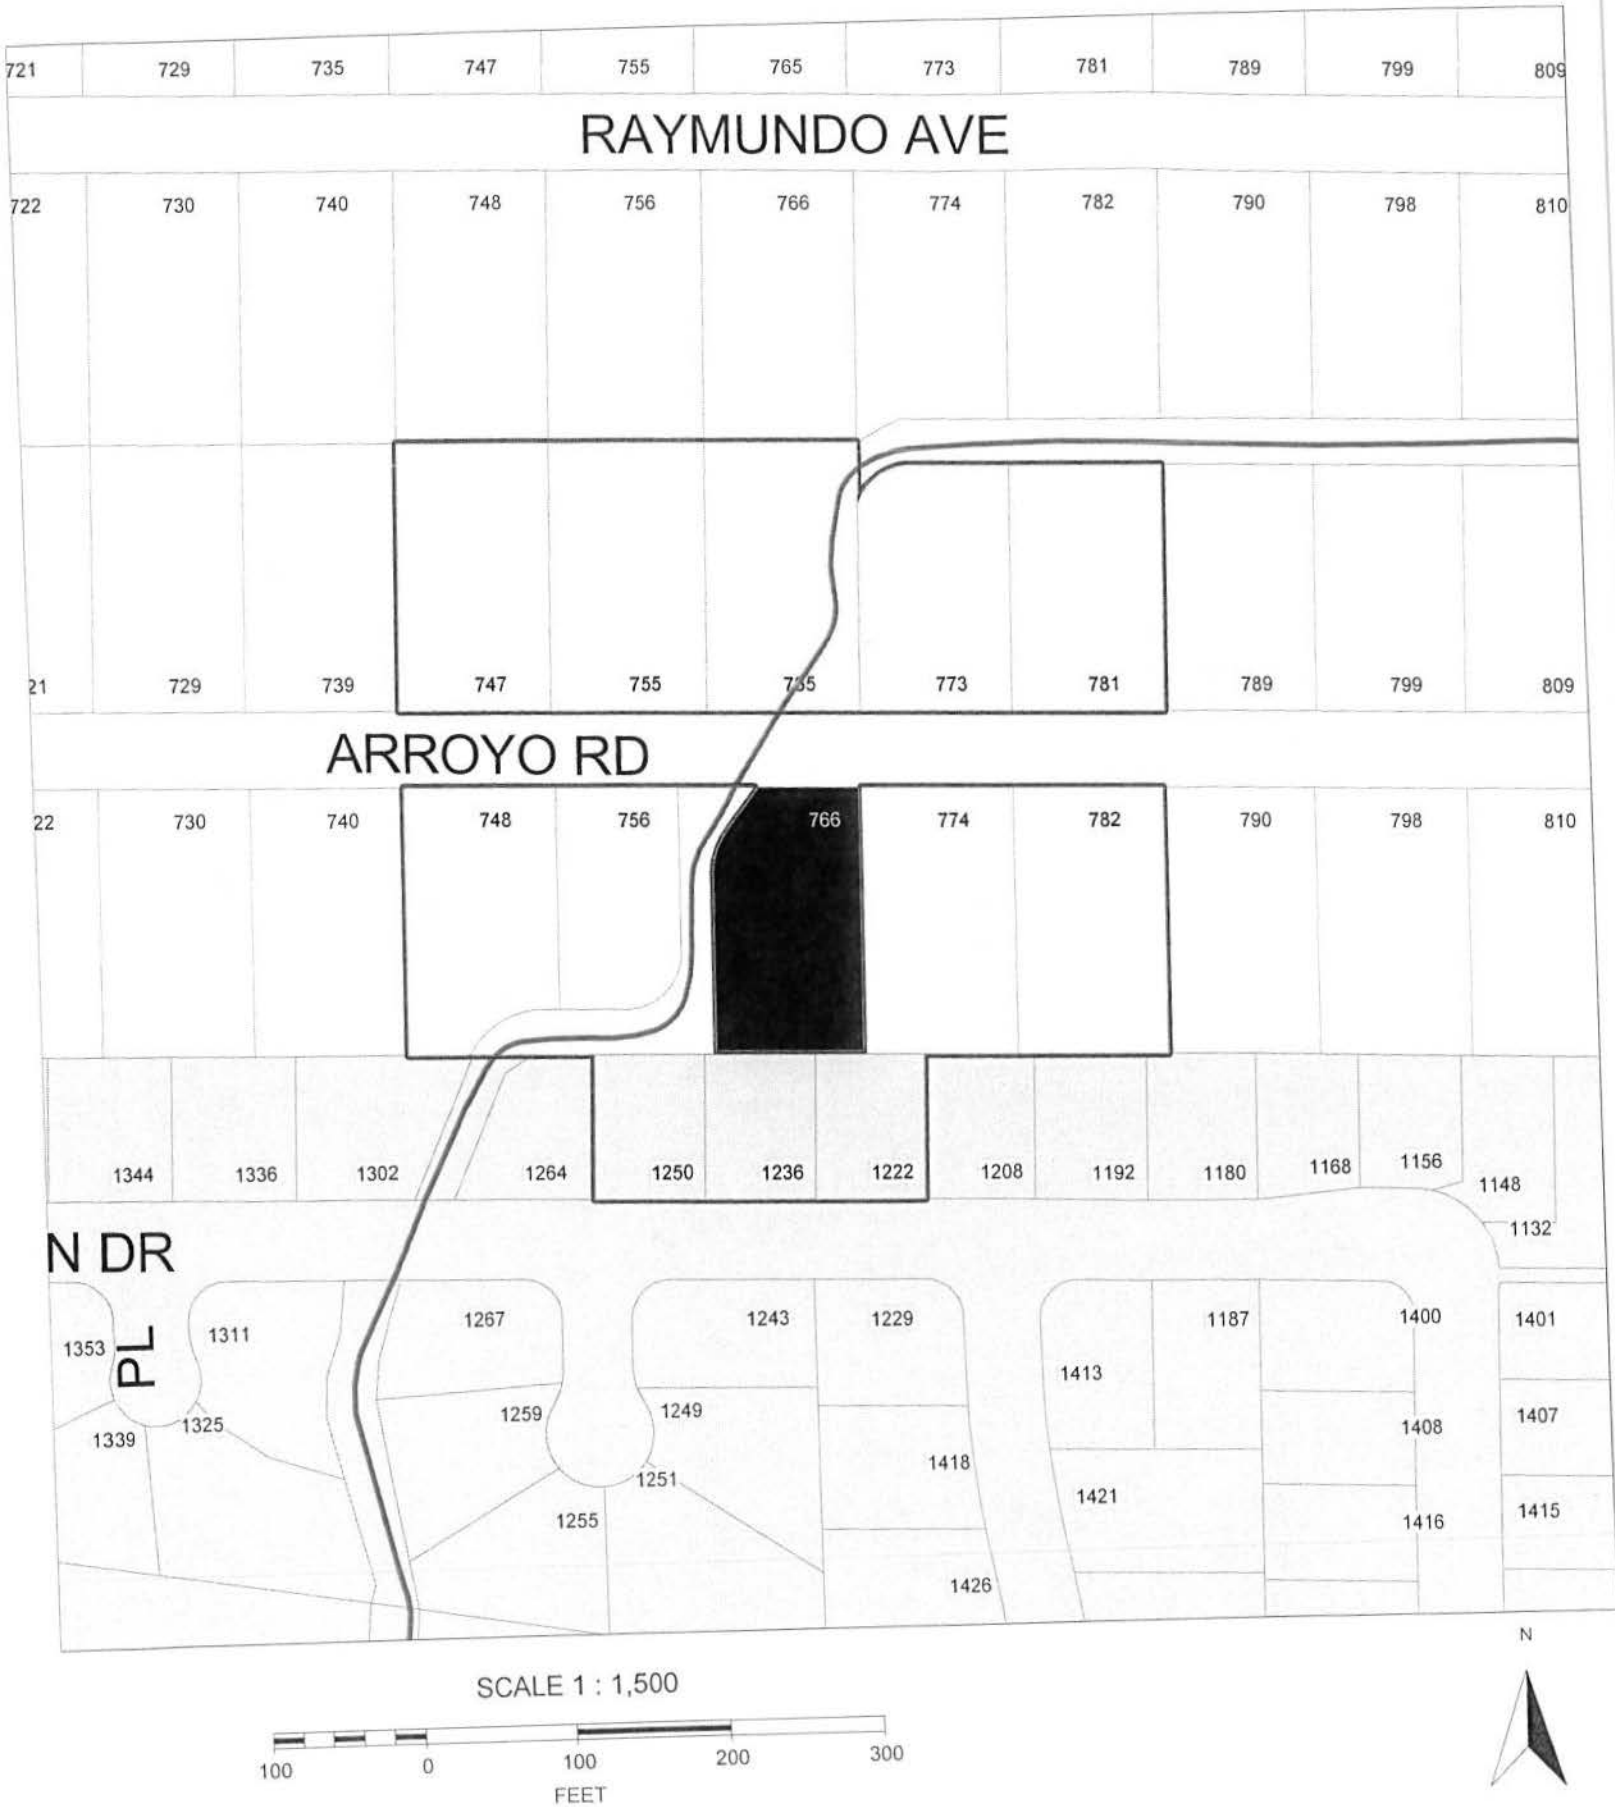 721 729 735 747 755 765 773 781 789 799 809
RAYMUNDO AVE
722 730 740 748 756 766 774 782 790 798 810
21 729 739 747 755 773 781 789 799 809
ARROYO RD
22 730 740 748 756 766 774 782 790 798 810
1344 1336 1302 1264 1250 1236 1222 1208 1192 1180 1168 1156
1148
1132
N DR
1353 PL 1311 1267 1243 1229 1187 1400 1401
1413
1339 1325 1259 1249 1408 1407
1418
1251 1421
1255 1416 1415
1426
N
SCALE 1 : 1,500
100 0 100 200 300
FEET